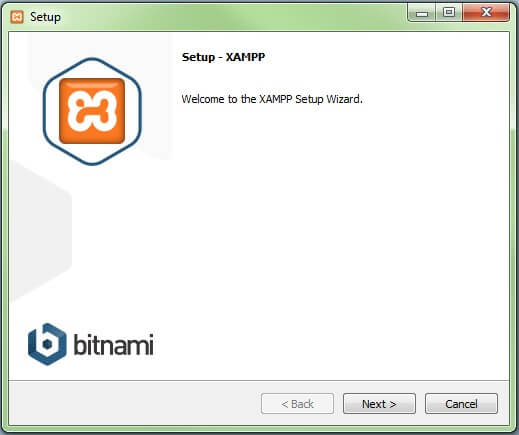 Setup
Setup - XAMPP
Welcome to the XAMPP Setup Wizard.
bitnami
< Back
Next >
Cancel